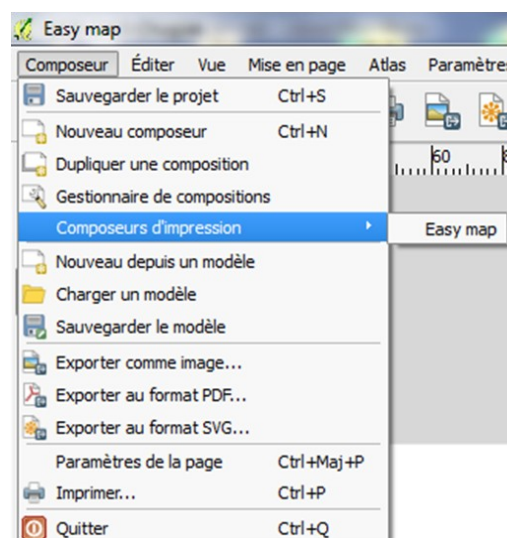 Easy map
Composeur Éditer Vue Mise en page Atlas Paramètres
Sauvegarder le projet Ctrl+S
Nouveau composeur Ctrl+N
Dupliquer une composition
60
Gestionnaire de compositions
Composeurs d'impression Easy map
Nouveau depuis un modèle
Charger un modèle
Sauvegarder le modèle
Exporter comme image...
Exporter au format PDF...
Exporter au format SVG...
Paramètres de la page Ctrl+Maj+P
Imprimer... Ctrl+P
Quitter Ctrl+Q